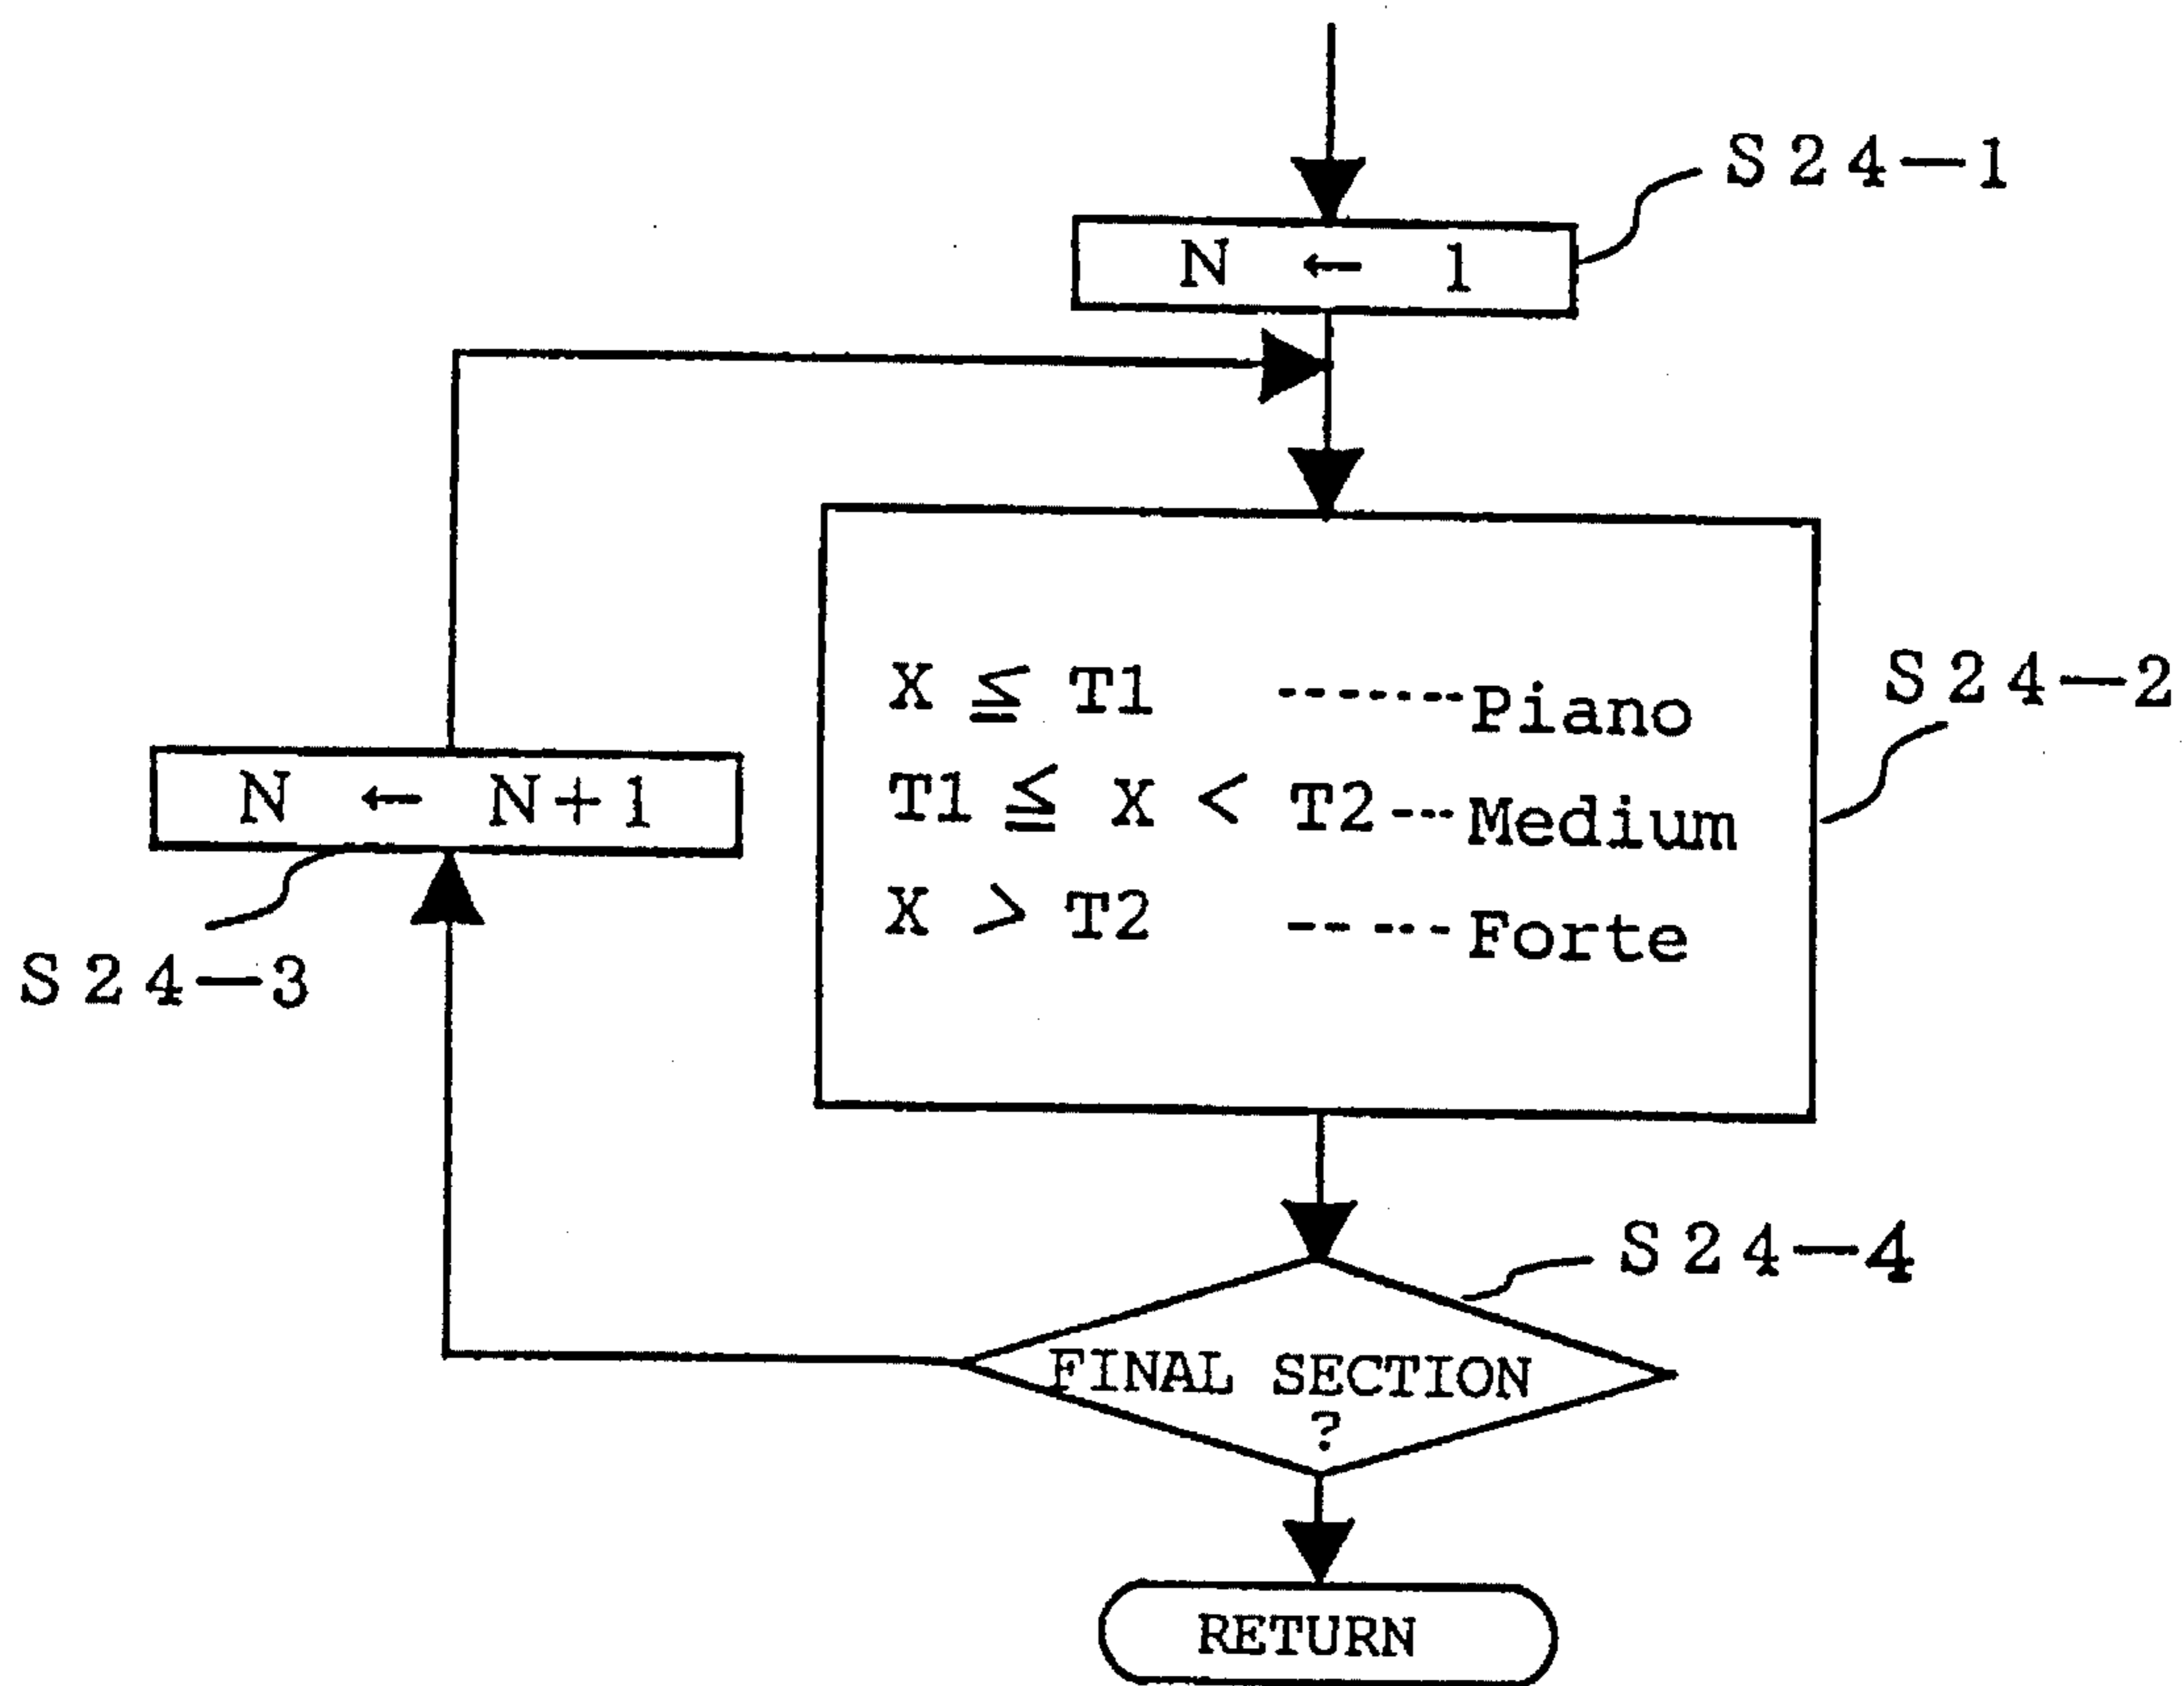 S24-1
N ← 1
X ≦ T1 -------Piano
S24-2
T1 ≦ X < T2---Medium
N ← N+1
X > T2 ------Forte
S24-3
S24-4
FINAL SECTION
?
RETURN